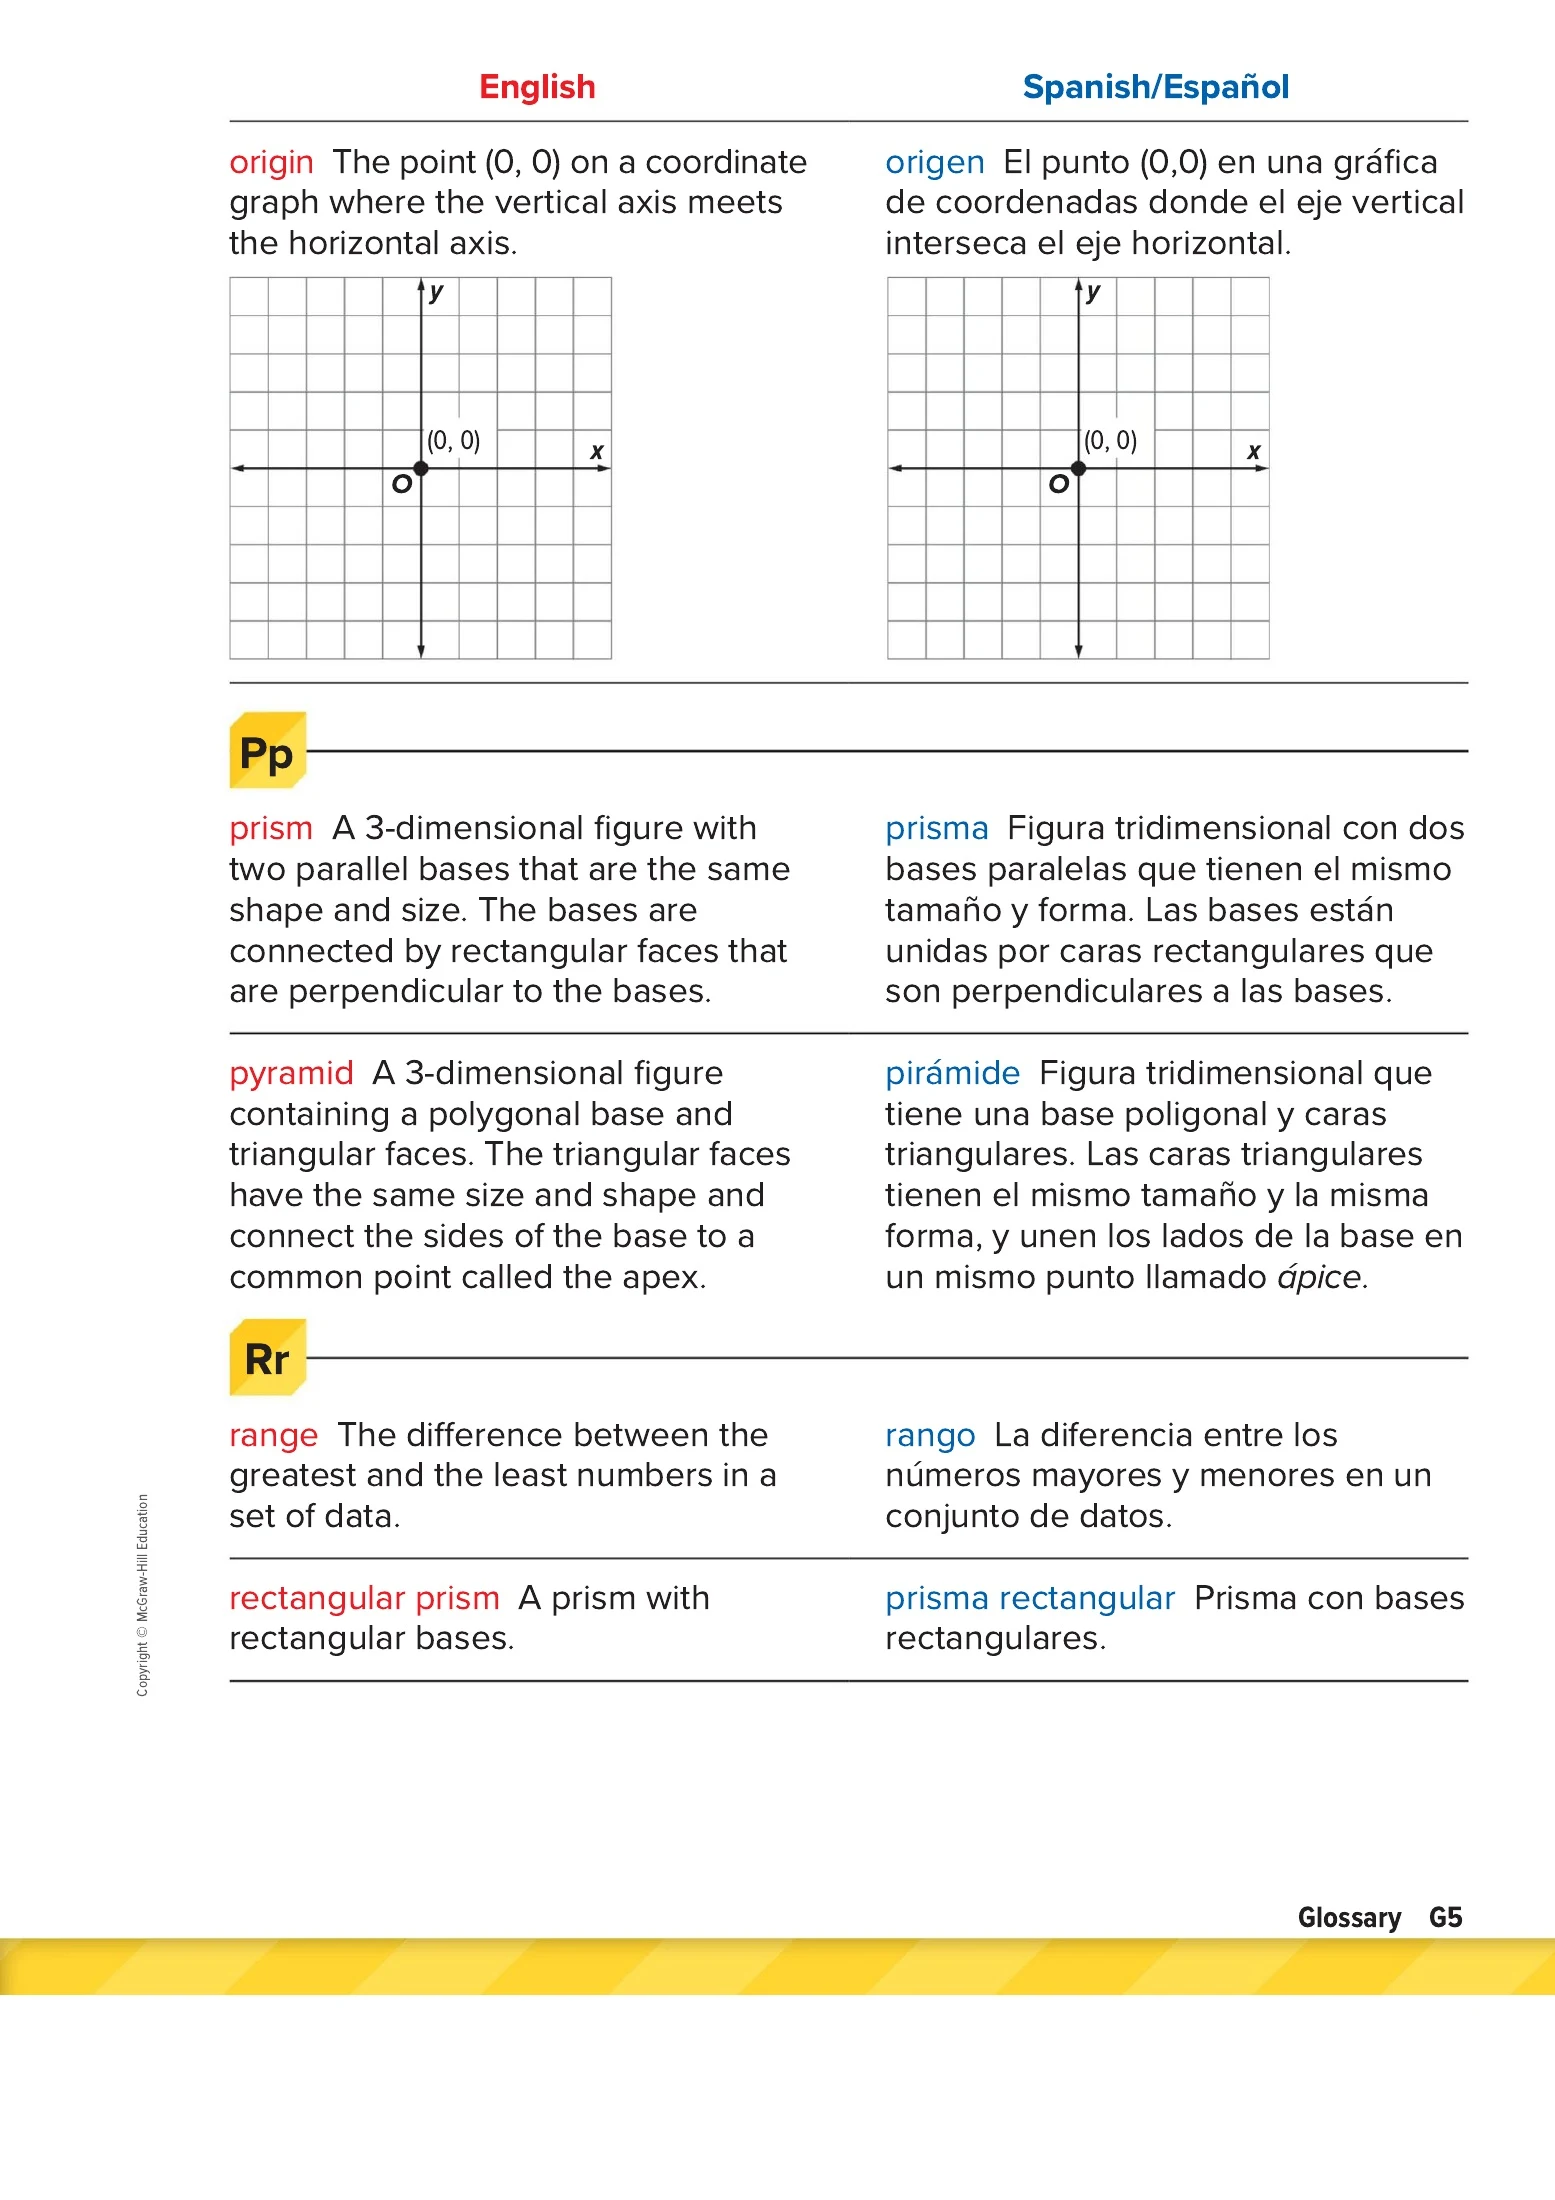 English
Spanish/Español
origin The point (0, 0) on a coordinate
graph where the vertical axis meets
the horizontal axis.
y
(0, 0)
x
O
origen El punto (0,0) en una gráfica
de coordenadas donde el eje vertical
interseca el eje horizontal.
y
(0, 0)
x
O
Pp
prism A 3-dimensional figure with
two parallel bases that are the same
shape and size. The bases are
connected by rectangular faces that
are perpendicular to the bases.
prisma Figura tridimensional con dos
bases paralelas que tienen el mismo
tamaño y forma. Las bases están
unidas por caras rectangulares que
son perpendiculares a las bases.
pyramid A 3-dimensional figure
containing a polygonal base and
triangular faces. The triangular faces
have the same size and shape and
connect the sides of the base to a
common point called the apex.
pirámide Figura tridimensional que
tiene una base poligonal y caras
triangulares. Las caras triangulares
tienen el mismo tamaño y la misma
forma, y unen los lados de la base en
un mismo punto llamado ápice.
Rr
range The difference between the
greatest and the least numbers in a
set of data.
rango La diferencia entre los
números mayores y menores en un
conjunto de datos.
rectangular prism A prism with
rectangular bases.
prisma rectangular Prisma con bases
rectangulares.
Copyright © McGraw-Hill Education
Glossary G5